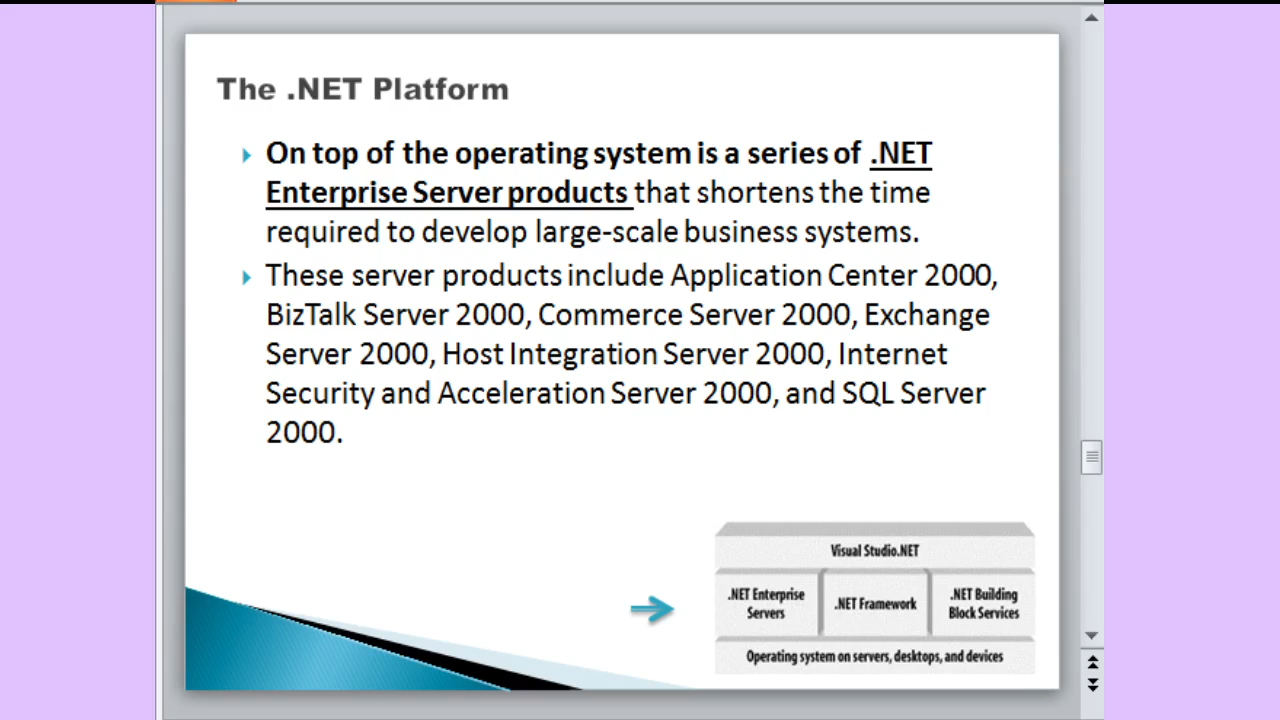 The .NET Platform
On top of the operating system is a series of .NET
Enterprise Server products that shortens the time
required to develop large-scale business systems.
These server products include Application Center 2000,
BizTalk Server 2000, Commerce Server 2000, Exchange
Server 2000, Host Integration Server 2000, Internet
Security and Acceleration Server 2000, and SQL Server
2000.
Visual Studio.NET
.NET Enterprise
Servers
.NET Framework
.NET Building
Block Services
Operating system on servers, desktops, and devices